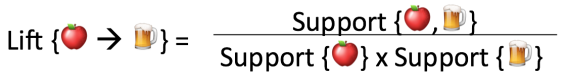 Lift {🍎 → 🍺} =
Support {🍎, 🍺}
Support {🍎} x Support {🍺}